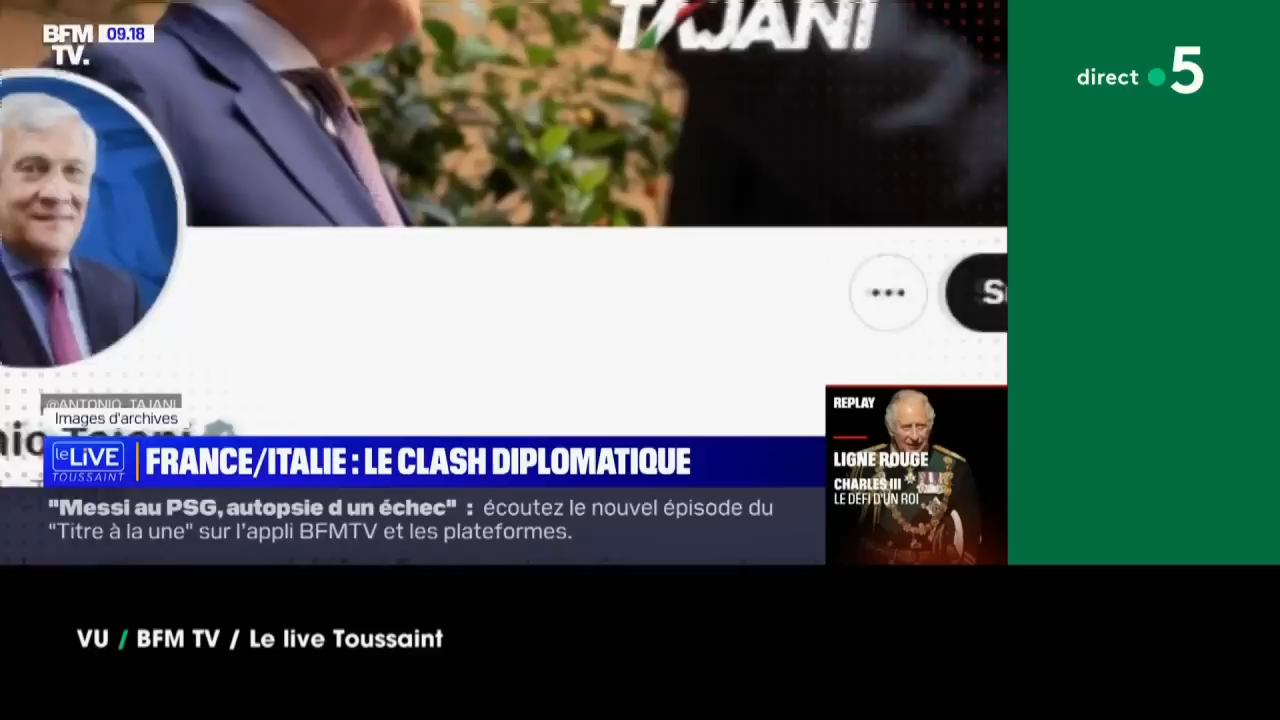 BFM
TV.
09.18
TAJANI
direct
5
@ANTONIO_TAJANI
Images d'archives
REPLAY
LIGNE ROUGE
CHARLES III
LE DÉFI D'UN ROI
le LIVE
TOUSSAINT
FRANCE/ITALIE : LE CLASH DIPLOMATIQUE
"Messi au PSG, autopsie d un échec" : écoutez le nouvel épisode du
"Titre à la une" sur l'appli BFMTV et les plateformes.
VU / BFM TV / Le live Toussaint